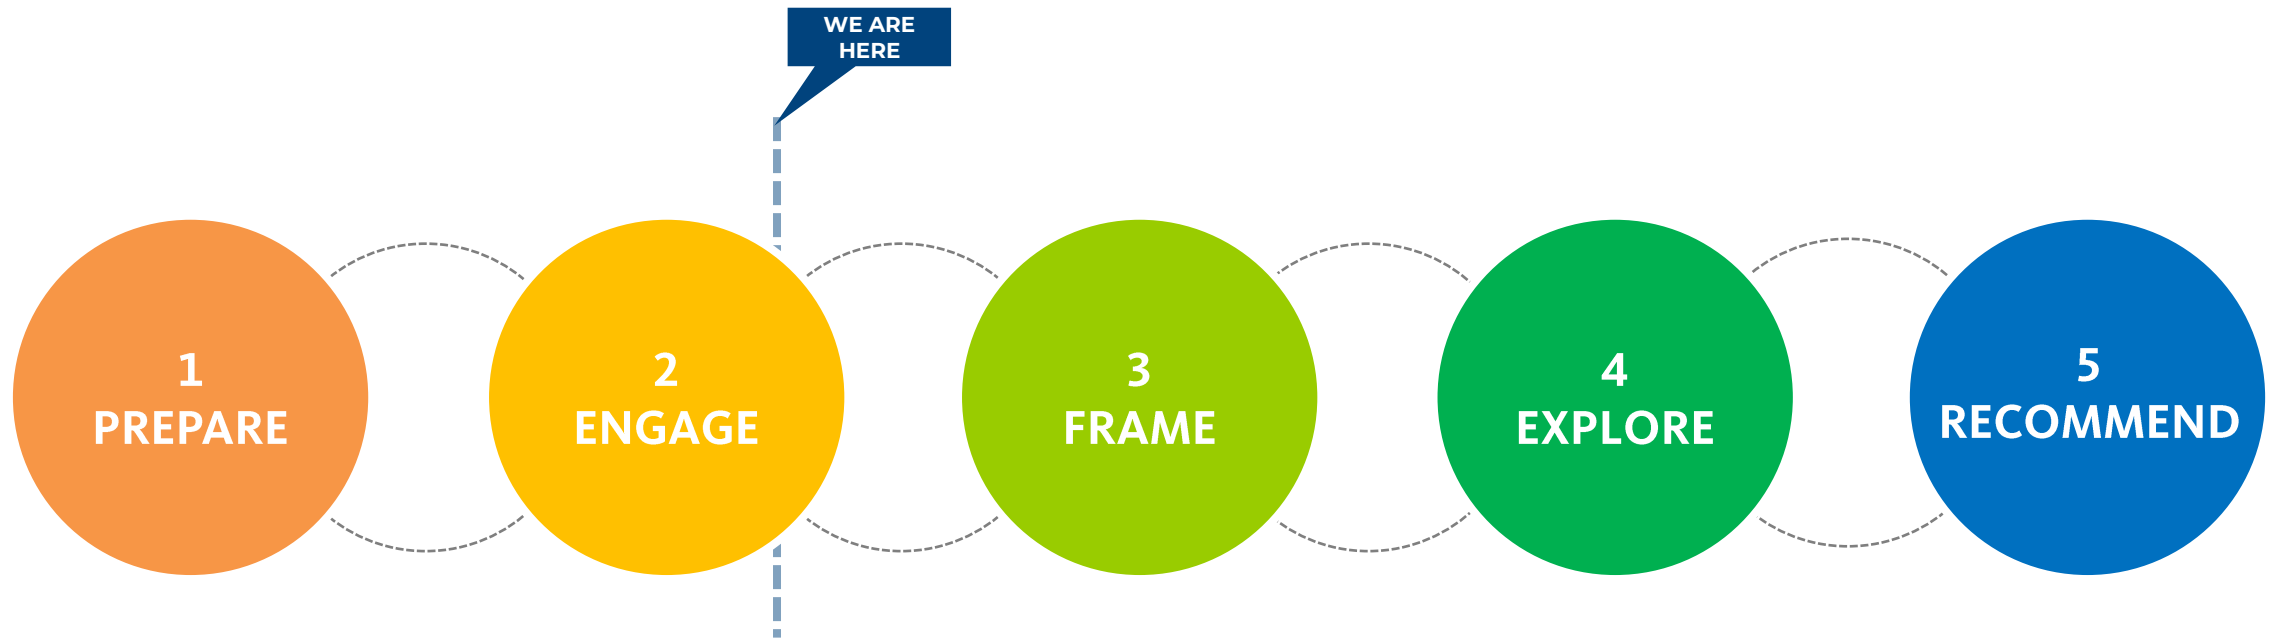 WE ARE
HERE
1
PREPARE
2
ENGAGE
3
FRAME
4
EXPLORE
5
RECOMMEND